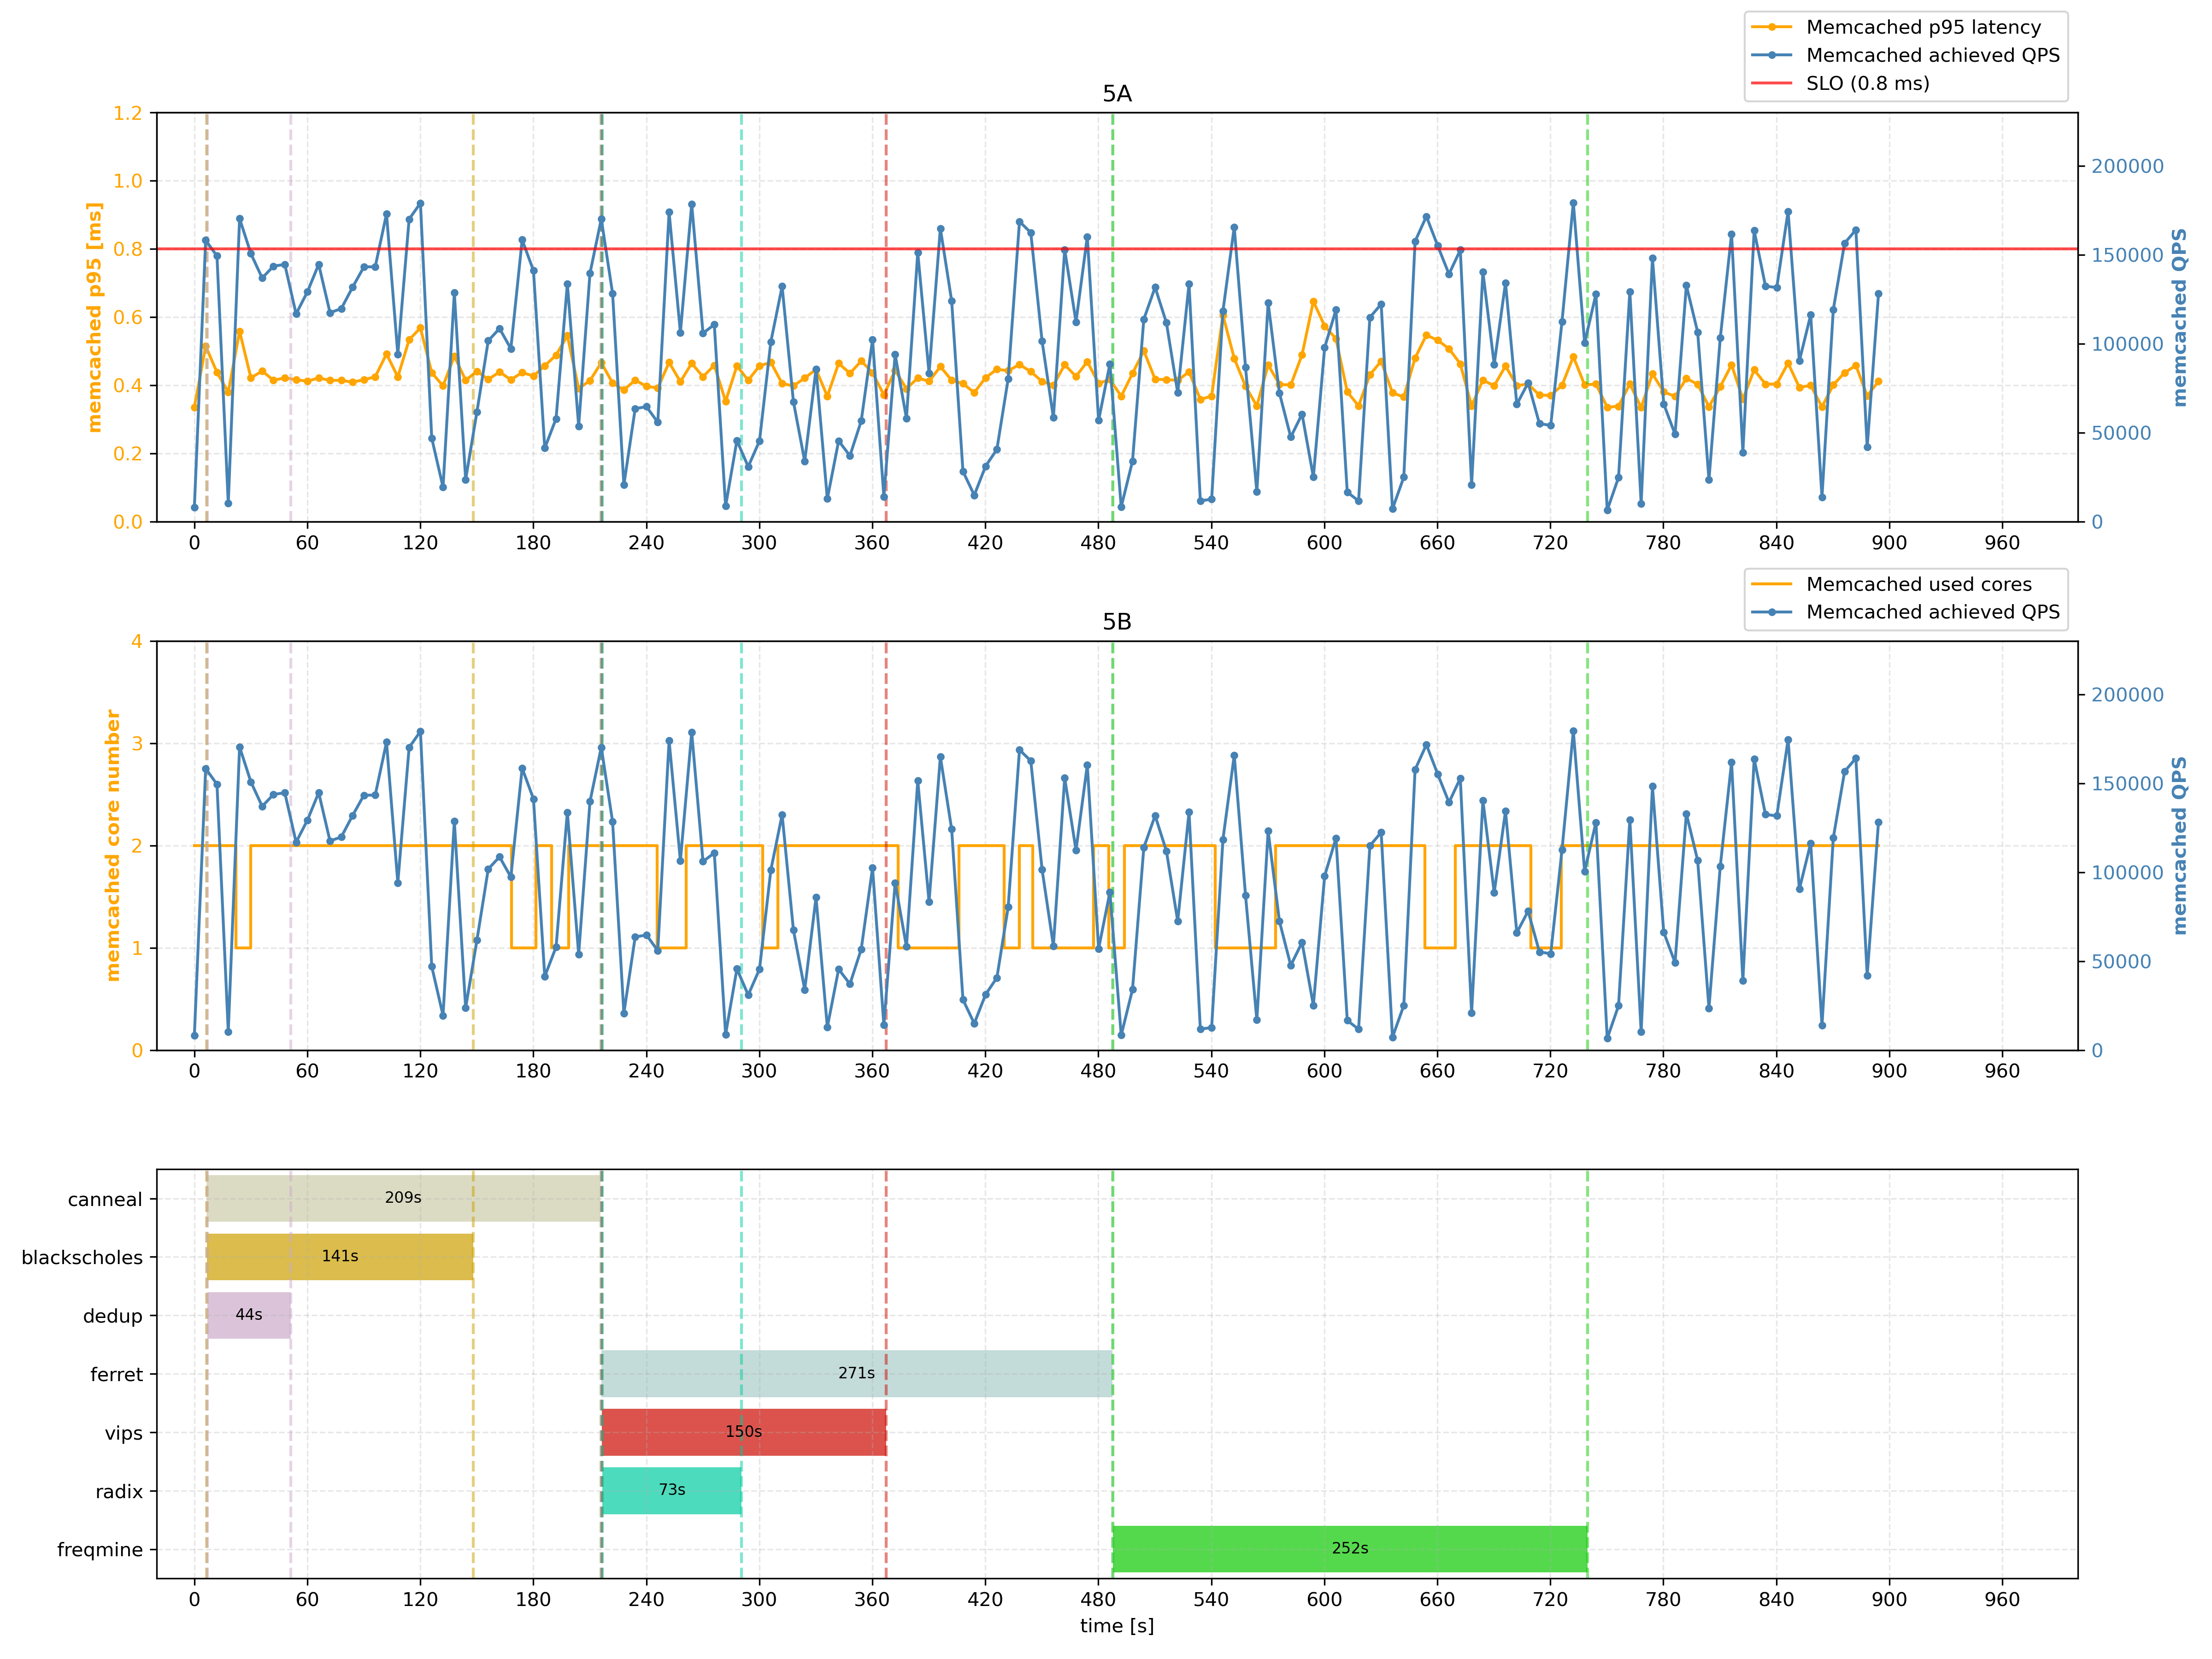 Memcached p95 latency
Memcached achieved QPS
SLO (0.8 ms)
5A
memcached p95 [ms]
1.2
1.0
0.8
0.6
0.4
0.2
0.0
200000
150000
100000
50000
0
memcached QPS
0 60 120 180 240 300 360 420 480 540 600 660 720 780 840 900 960
Memcached used cores
Memcached achieved QPS
5B
memcached core number
4
3
2
1
0
200000
150000
100000
50000
0
memcached QPS
0 60 120 180 240 300 360 420 480 540 600 660 720 780 840 900 960
canneal 209s
blackscholes 141s
dedup 44s
ferret 271s
vips 150s
radix 73s
freqmine 252s
0 60 120 180 240 300 360 420 480 540 600 660 720 780 840 900 960
time [s]